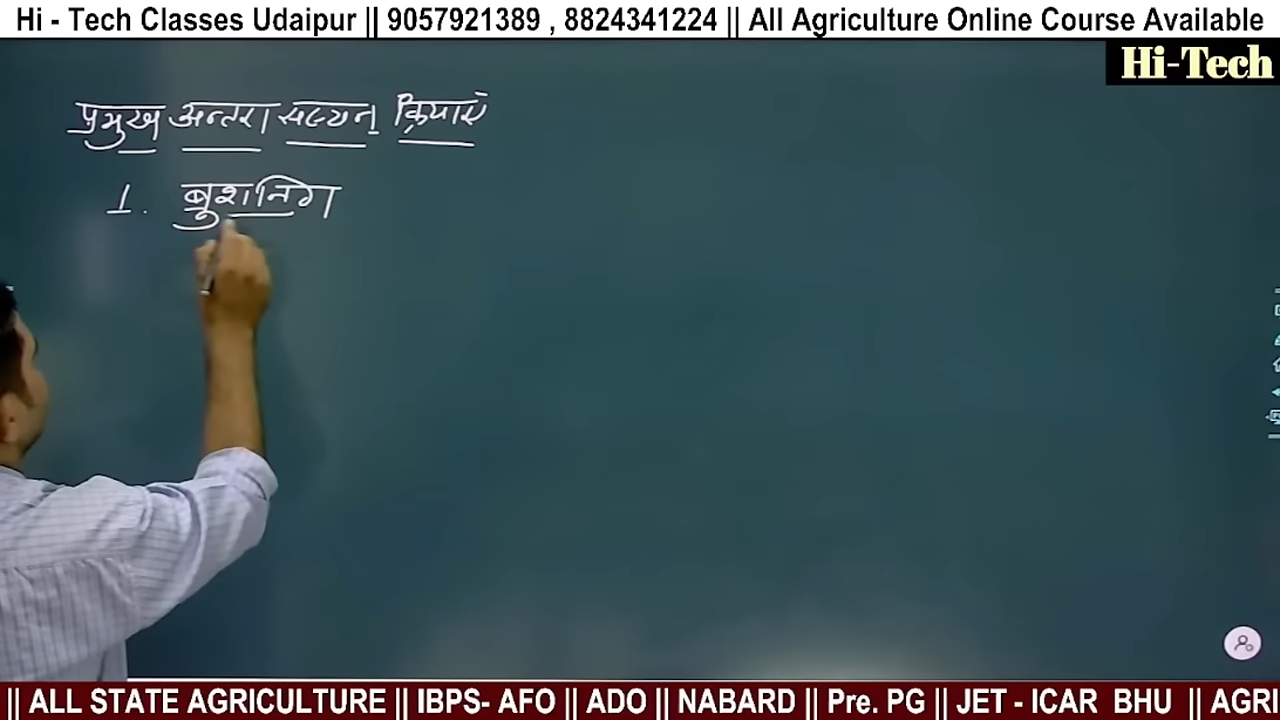 Hi - Tech Classes Udaipur || 9057921389 , 8824341224 || All Agriculture Online Course Available
Hi-Tech
प्रमुख अन्तरा सस्यन् क्रियाएं
1. बुशनिंग
|| ALL STATE AGRICULTURE || IBPS- AFO || ADO || NABARD || Pre. PG || JET - ICAR BHU || AGRI